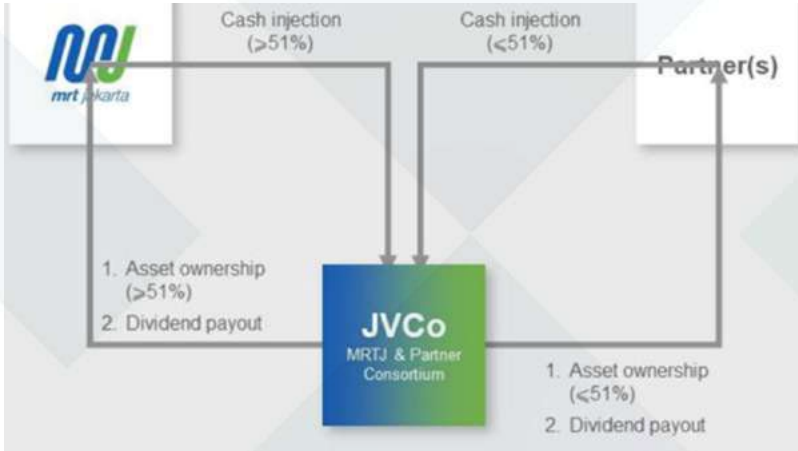 Cash injection
(⩾51%)
Cash injection
(⩽51%)
mrt jakarta
Partner(s)
1. Asset ownership
(⩾51%)
2. Dividend payout
JVCo
MRTJ & Partner
Consortium
1. Asset ownership
(⩽51%)
2. Dividend payout